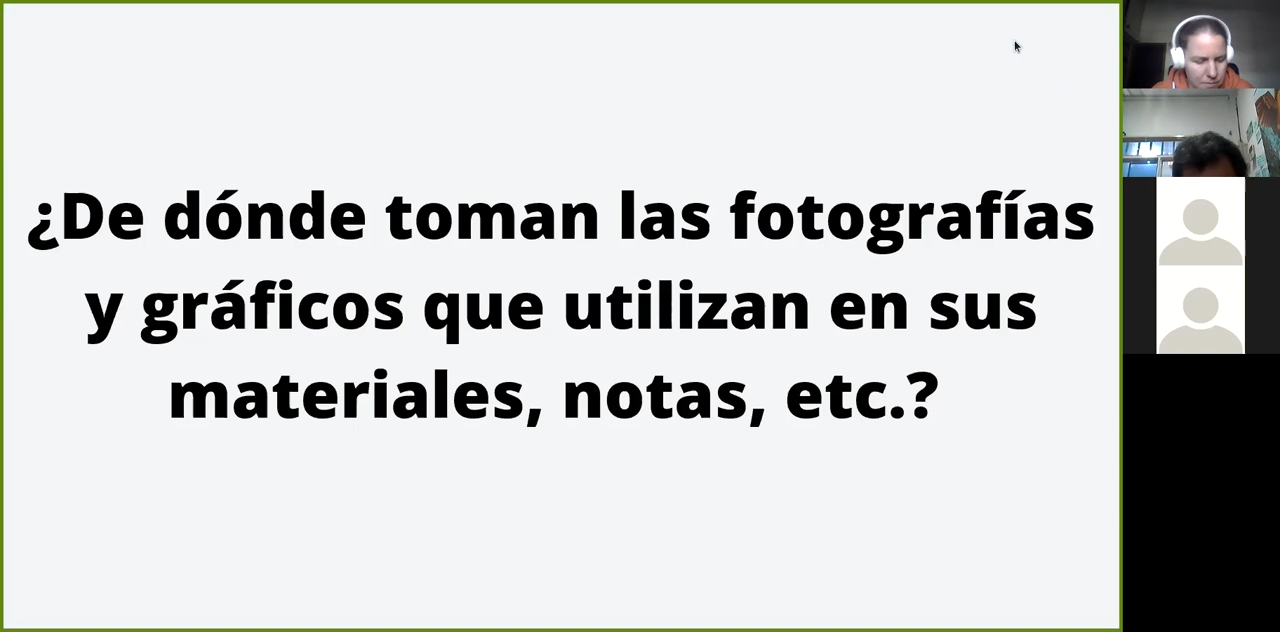 ¿De dónde toman las fotografías
y gráficos que utilizan en sus
materiales, notas, etc.?